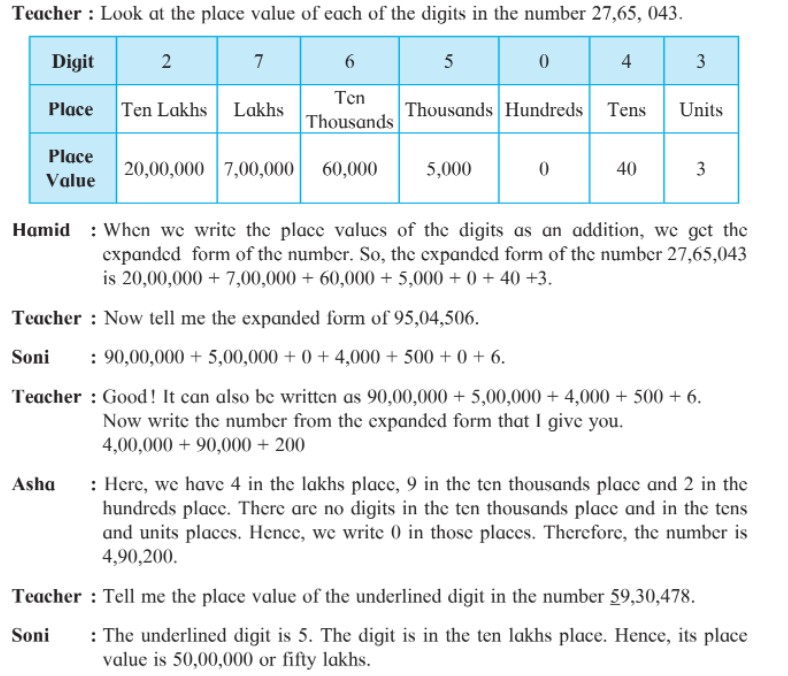 Teacher : Look at the place value of each of the digits in the number 27,65, 043.
Digit 2 7 6 5 0 4 3
Place Ten Lakhs Lakhs Ten Thousands Thousands Hundreds Tens Units
Place Value 20,00,000 7,00,000 60,000 5,000 0 40 3
Hamid : When we write the place values of the digits as an addition, we get the
expanded form of the number. So, the expanded form of the number 27,65,043
is 20,00,000 + 7,00,000 + 60,000 + 5,000 + 0 + 40 +3.
Teacher : Now tell me the expanded form of 95,04,506.
Soni : 90,00,000 + 5,00,000 + 0 + 4,000 + 500 + 0 + 6.
Teacher : Good! It can also be written as 90,00,000 + 5,00,000 + 4,000 + 500 + 6.
Now write the number from the expanded form that I give you.
4,00,000 + 90,000 + 200
Asha : Here, we have 4 in the lakhs place, 9 in the ten thousands place and 2 in the
hundreds place. There are no digits in the ten thousands place and in the tens
and units places. Hence, we write 0 in those places. Therefore, the number is
4,90,200.
Teacher : Tell me the place value of the underlined digit in the number 59,30,478.
Soni : The underlined digit is 5. The digit is in the ten lakhs place. Hence, its place
value is 50,00,000 or fifty lakhs.